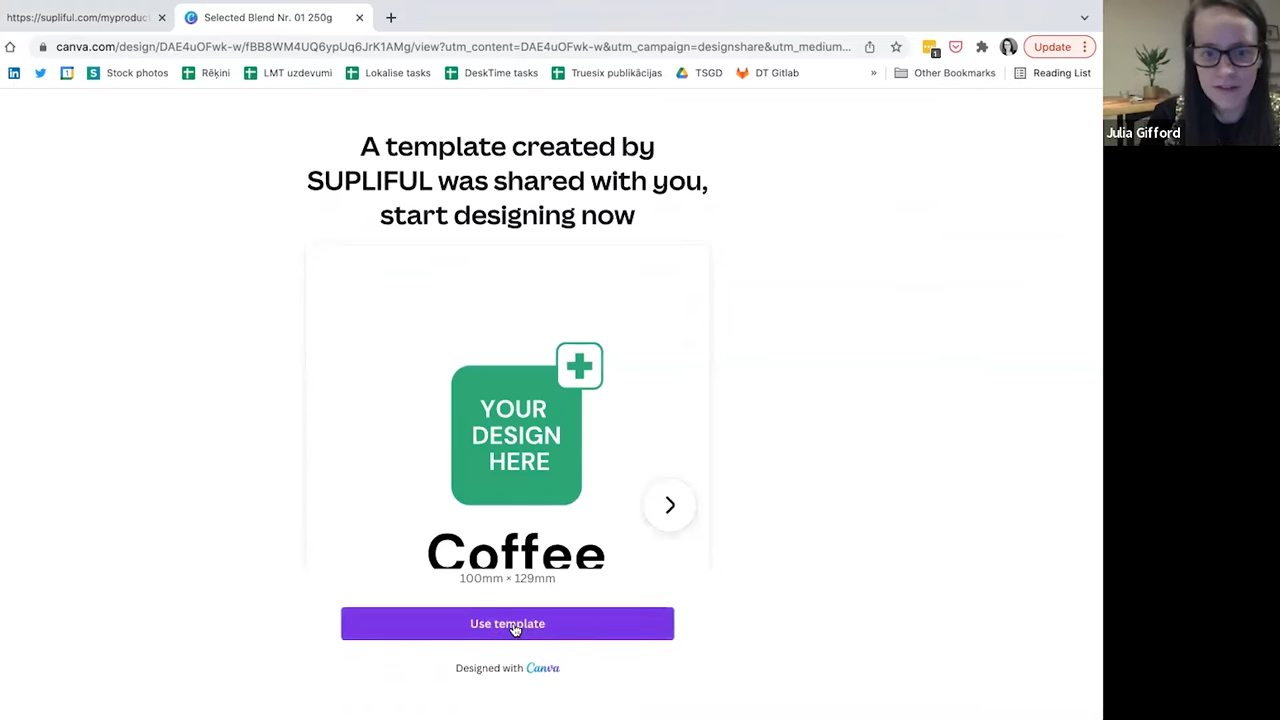 https://supliful.com/myproduct
Selected Blend Nr. 01 250g
canva.com/design/DAE4uOFwk-w/fBB8WM4UQ6ypUq6JrK1AMg/view?utm_content=DAE4uOFwk-w&utm_campaign=designshare&utm_medium...
1
Update
Stock photos
Rēķini
LMT uzdevumi
Lokalise tasks
DeskTime tasks
Truesix publikācijas
TSGD
DT Gitlab
»
Other Bookmarks
Reading List
Julia Gifford
A template created by
SUPLIFUL was shared with you,
start designing now
YOUR
DESIGN
HERE
Coffee
100mm × 129mm
Use template
Designed with Canva